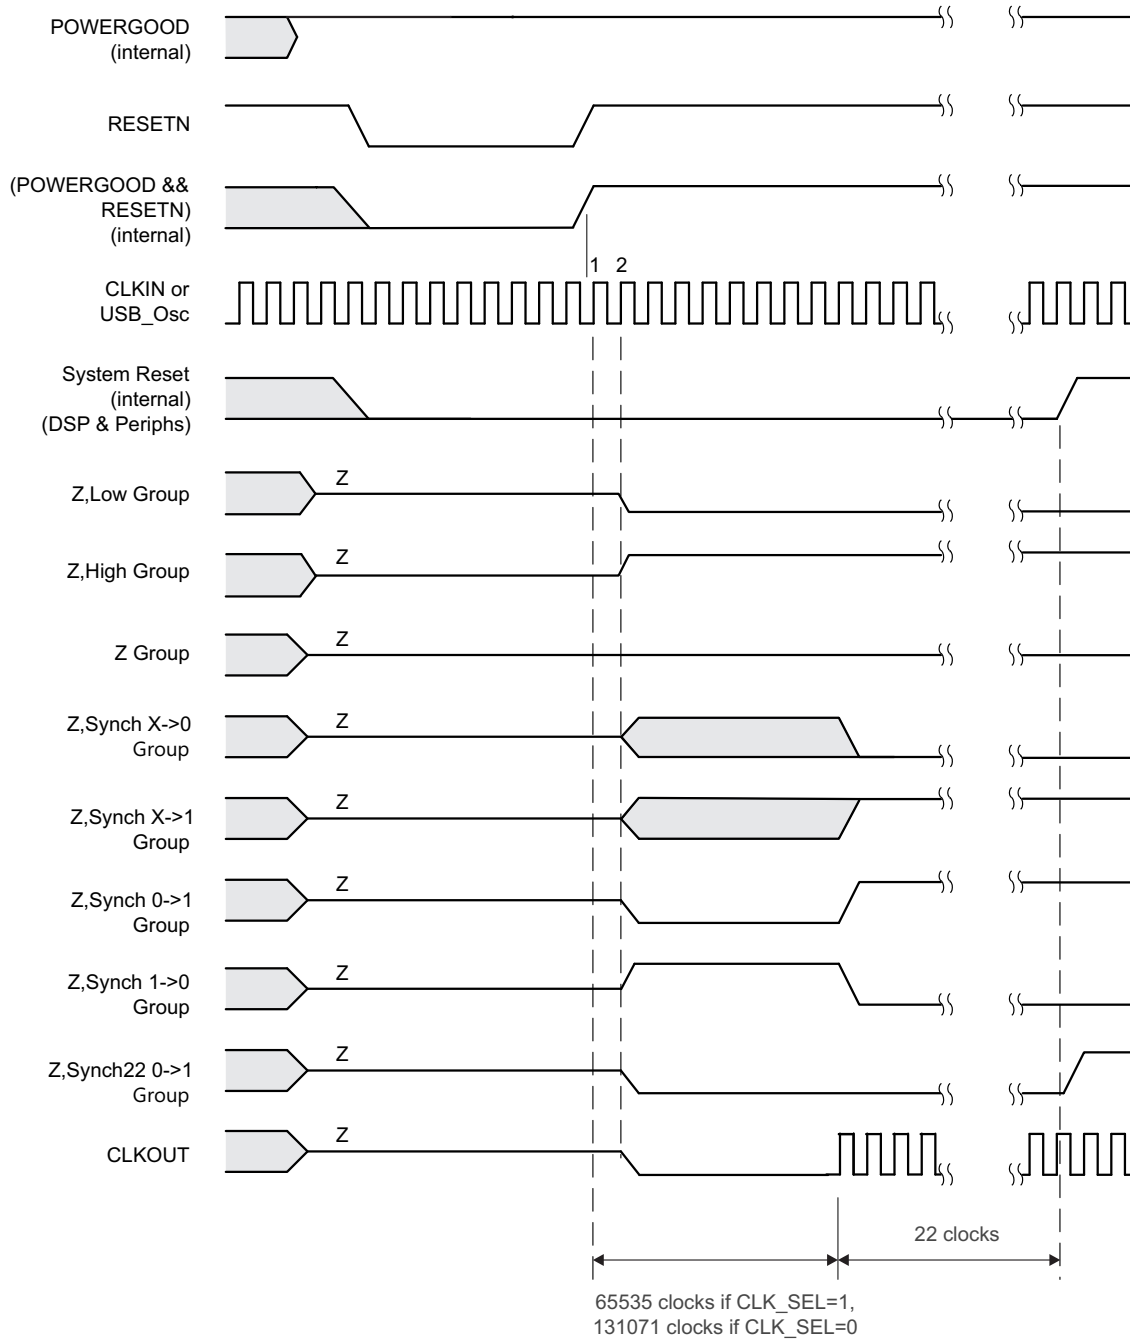 POWERGOOD
(internal)
RESETN
(POWERGOOD &&
RESETN)
(internal)
1 2
CLKIN or
USB_Osc
System Reset
(internal)
(DSP & Periphs)
Z
Z,Low Group
Z
Z,High Group
Z
Z Group
Z
Z,Synch X->0
Group
Z
Z,Synch X->1
Group
Z
Z,Synch 0->1
Group
Z
Z,Synch 1->0
Group
Z
Z,Synch22 0->1
Group
Z
CLKOUT
22 clocks
65535 clocks if CLK_SEL=1,
131071 clocks if CLK_SEL=0